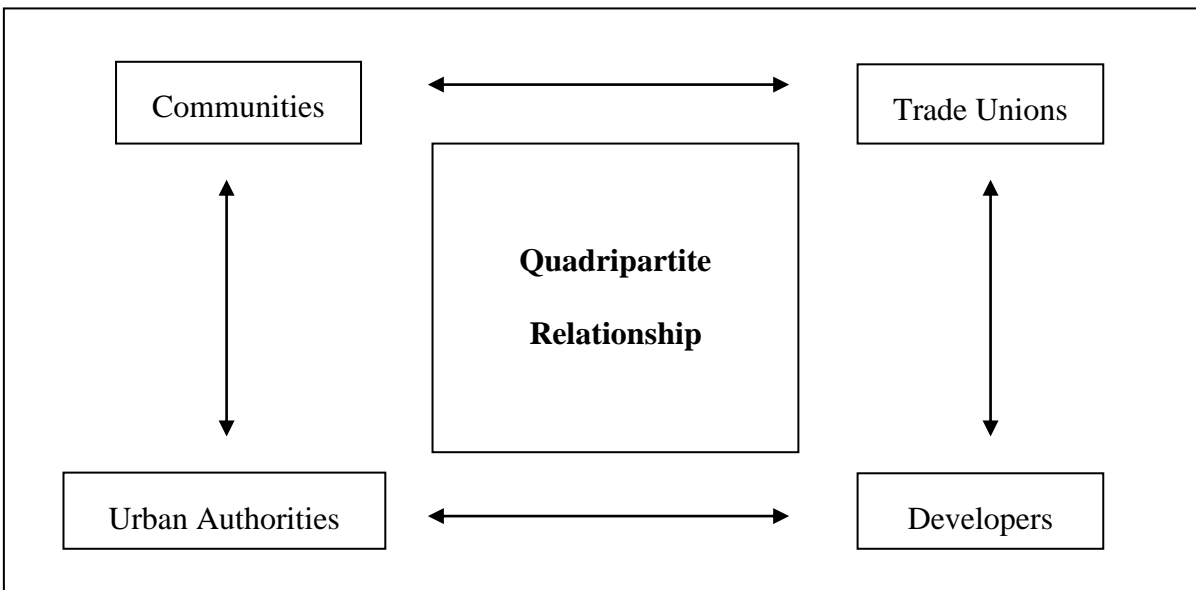 Communities
Trade Unions
Quadripartite
Relationship
Urban Authorities
Developers